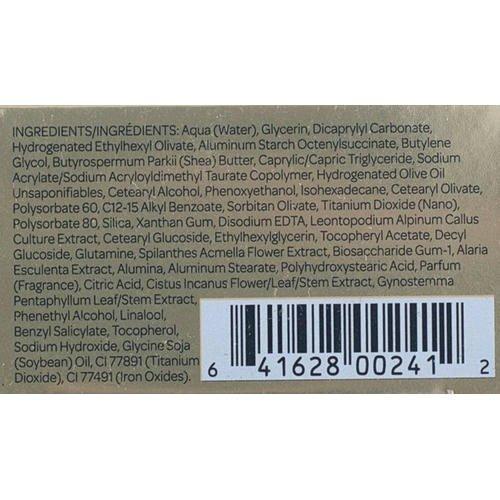 INGREDIENTS/INGRÉDIENTS: Aqua (Water), Glycerin, Dicaprylyl Carbonate,
Hydrogenated Ethylhexyl Olivate, Aluminum Starch Octenylsuccinate, Butylene
Glycol, Butyrospermum Parkii (Shea) Butter, Caprylic/Capric Triglyceride, Sodium
Acrylate/Sodium Acryloyldimethyl Taurate Copolymer, Hydrogenated Olive Oil
Unsaponifiables, Cetearyl Alcohol, Phenoxyethanol, Isohexadecane, Cetearyl Olivate,
Polysorbate 60, C12-15 Alkyl Benzoate, Sorbitan Olivate, Titanium Dioxide (Nano),
Polysorbate 80, Silica, Xanthan Gum, Disodium EDTA, Leontopodium Alpinum Callus
Culture Extract, Cetearyl Glucoside, Ethylhexylglycerin, Tocopheryl Acetate, Decyl
Glucoside, Glutamine, Spilanthes Acmella Flower Extract, Biosaccharide Gum-1, Alaria
Esculenta Extract, Alumina, Aluminum Stearate, Polyhydroxystearic Acid, Parfum
(Fragrance), Citric Acid, Cistus Incanus Flower/Leaf/Stem Extract, Gynostemma
Pentaphyllum Leaf/Stem Extract,
Phenethyl Alcohol, Linalool,
Benzyl Salicylate, Tocopherol,
Sodium Hydroxide, Glycine Soja
(Soybean) Oil, CI 77891 (Titanium
Dioxide), CI 77491 (Iron Oxides).
6 41628 00241 2